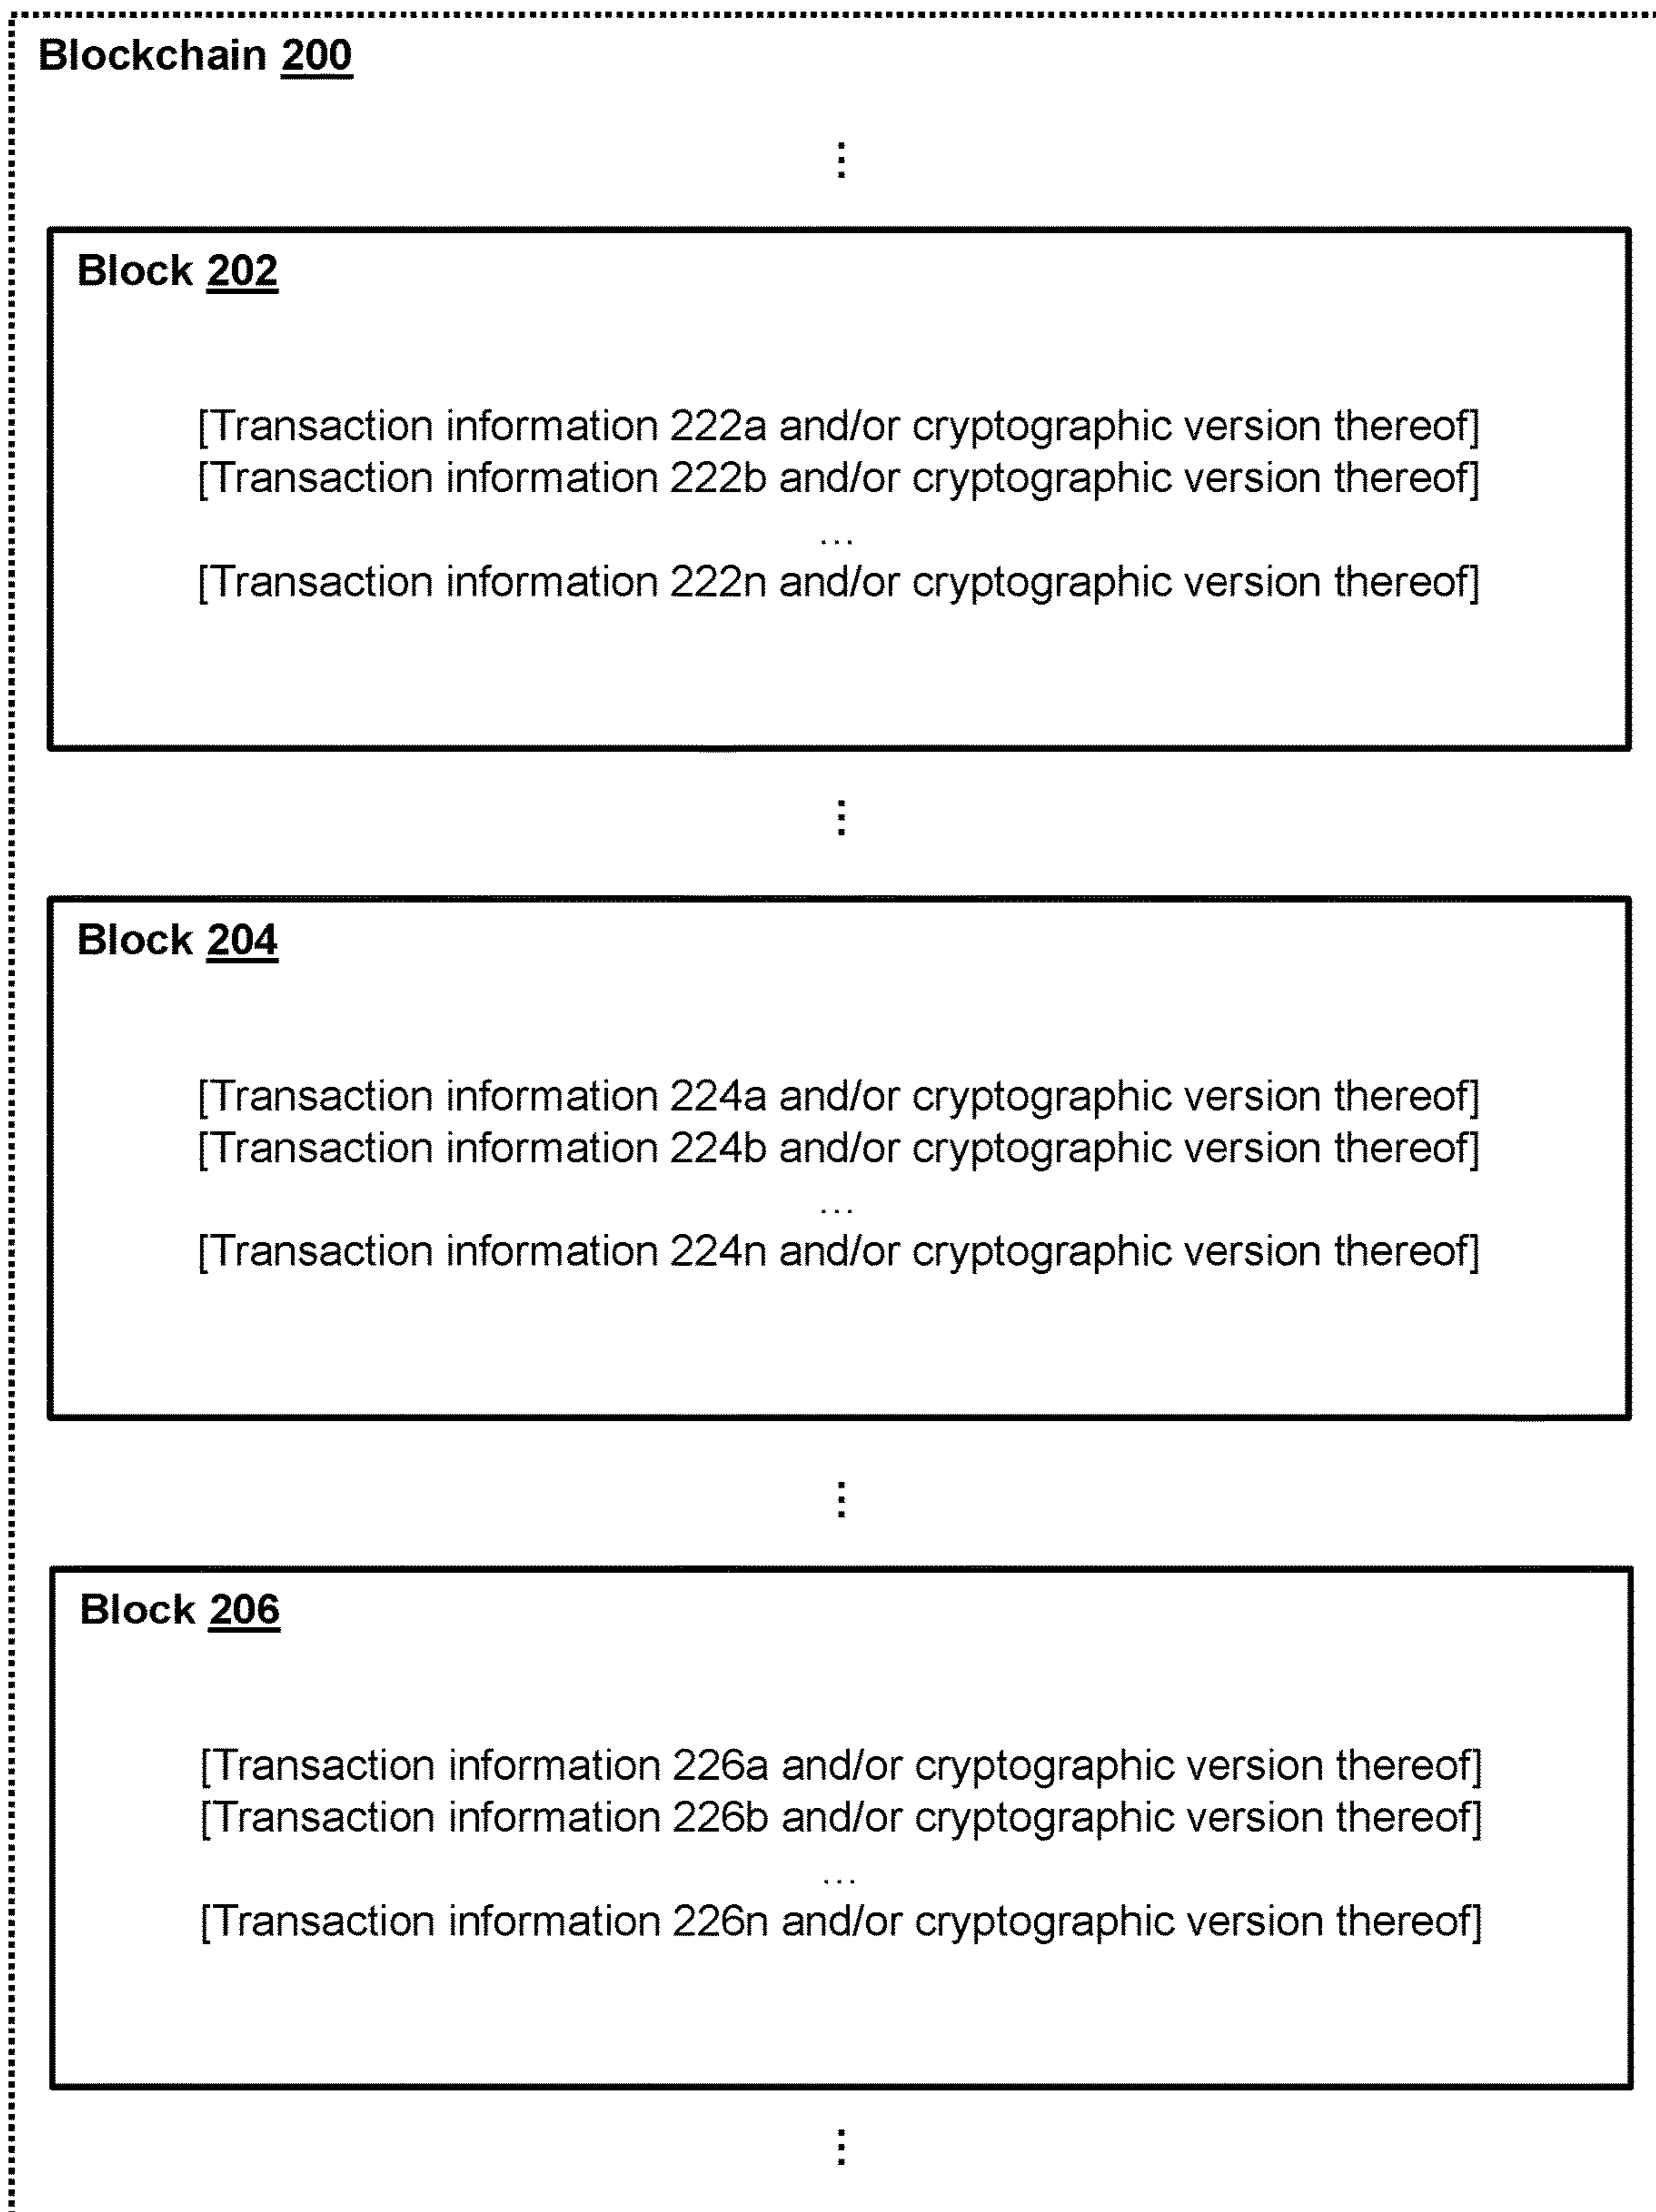 Blockchain 200
⋮
Block 202
[Transaction information 222a and/or cryptographic version thereof]
[Transaction information 222b and/or cryptographic version thereof]
...
[Transaction information 222n and/or cryptographic version thereof]
⋮
Block 204
[Transaction information 224a and/or cryptographic version thereof]
[Transaction information 224b and/or cryptographic version thereof]
...
[Transaction information 224n and/or cryptographic version thereof]
⋮
Block 206
[Transaction information 226a and/or cryptographic version thereof]
[Transaction information 226b and/or cryptographic version thereof]
...
[Transaction information 226n and/or cryptographic version thereof]
⋮